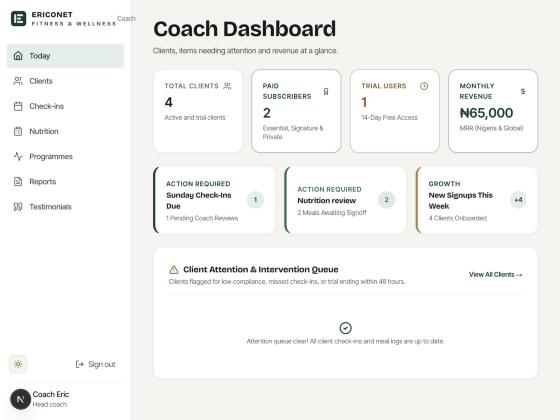 ERICONET
FITNESS & WELLNESS
Coach
Today
Clients
Check-ins
Nutrition
Programmes
Reports
Testimonials
Sign out
N
Coach Eric
Head coach
Coach Dashboard
Clients, items needing attention and revenue at a glance.
TOTAL CLIENTS
4
Active and trial clients
PAID
SUBSCRIBERS
2
Essential, Signature &
Private
TRIAL USERS
1
14-Day Free Access
MONTHLY
REVENUE
$
₦65,000
MRR (Nigeria & Global)
ACTION REQUIRED
Sunday Check-Ins
Due
1
1 Pending Coach Reviews
ACTION REQUIRED
Nutrition review
2
2 Meals Awaiting Signoff
GROWTH
New Signups This
Week
+4
4 Clients Onboarded
Client Attention & Intervention Queue
Clients flagged for low compliance, missed check-ins, or trial ending within 48 hours.
View All Clients →
Attention queue clear! All client check-ins and meal logs are up to date.